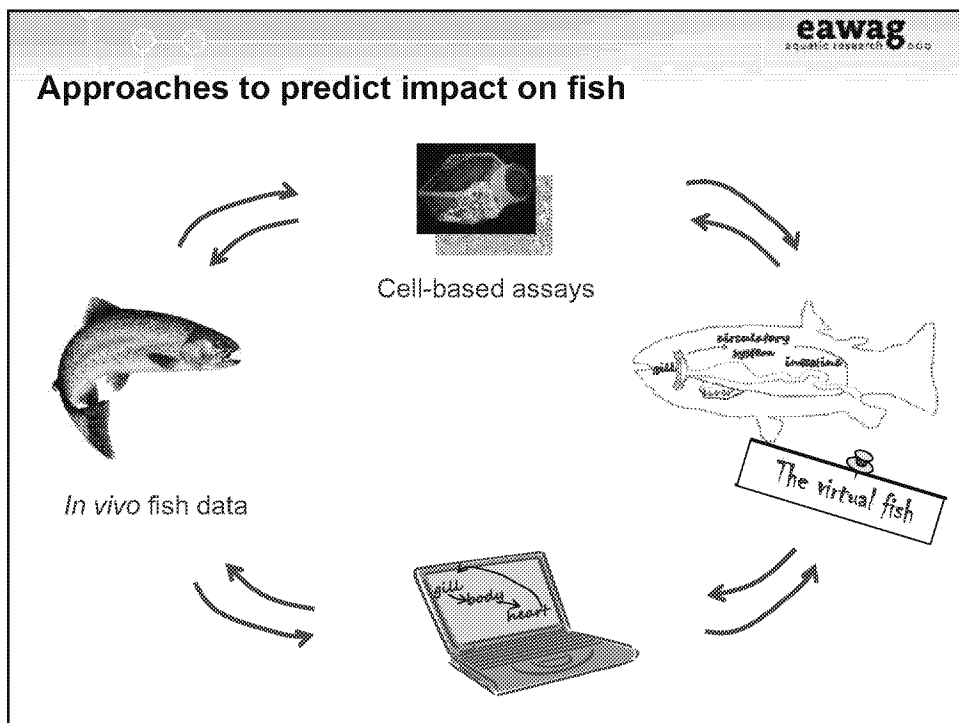 eawag
aquatic research
Approaches to predict impact on fish
Cell-based assays
circulatory
system
gill
intestine
liver
In vivo fish data
The virtual fish
gill
body
heart